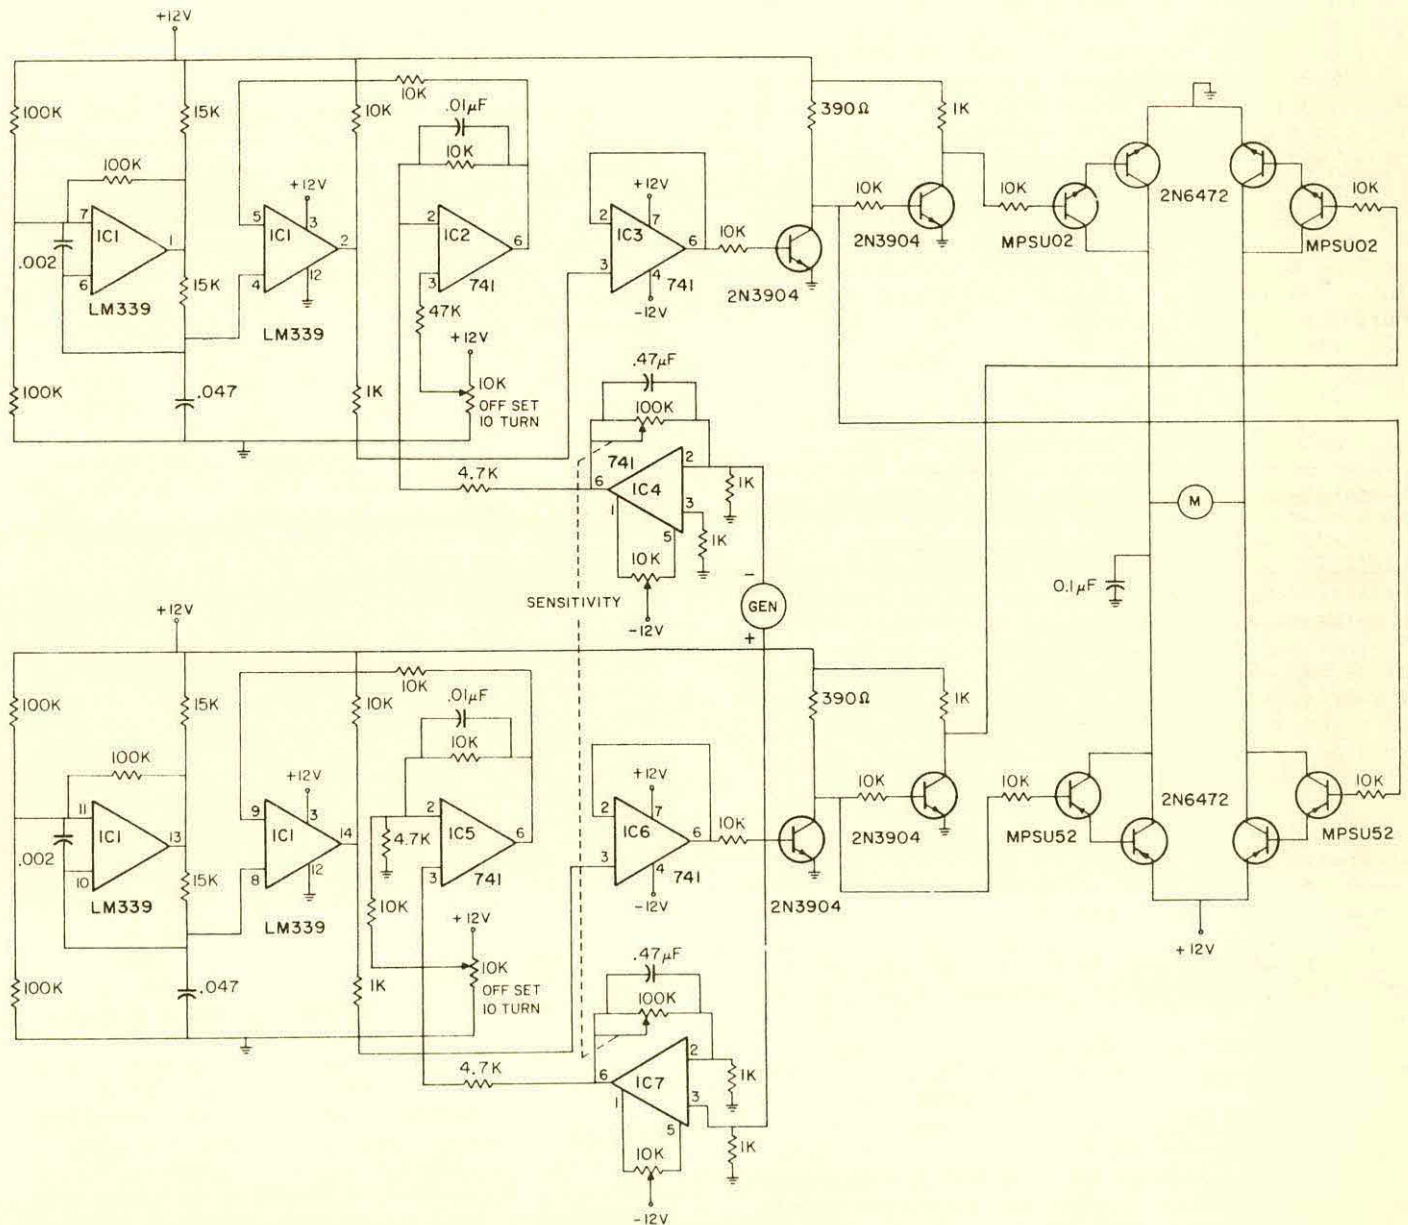 +12V
100K
15K
10K
10K
.01µF
10K
390Ω
1K
100K
+12V
+12V
10K
10K
10K
2N6472
10K
7
IC1
1
6
.002
5
IC1
3
2
12
4
2
IC2
6
3
2
IC3
7
6
3
4
2N3904
MPSU02
MPSU02
LM339
15K
LM339
741
741
2N3904
-12V
47K
+12V
100K
.047
1K
10K
OFF SET
10 TURN
.47µF
100K
4.7K
741
2
6
IC4
1
3
5
1K
1K
10K
M
0.1µF
SENSITIVITY
-12V
-
GEN
+
+12V
100K
15K
10K
10K
.01µF
10K
390Ω
1K
100K
+12V
+12V
10K
10K
10K
2N6472
10K
11
IC1
13
10
.002
9
IC1
3
14
12
8
2
4.7K
IC5
6
3
2
IC6
7
6
3
4
2N3904
MPSU52
MPSU52
LM339
15K
LM339
741
741
2N3904
-12V
10K
+12V
+12V
100K
.047
1K
10K
OFF SET
10 TURN
.47µF
100K
4.7K
2
6
IC7
1
3
5
1K
1K
10K
-12V